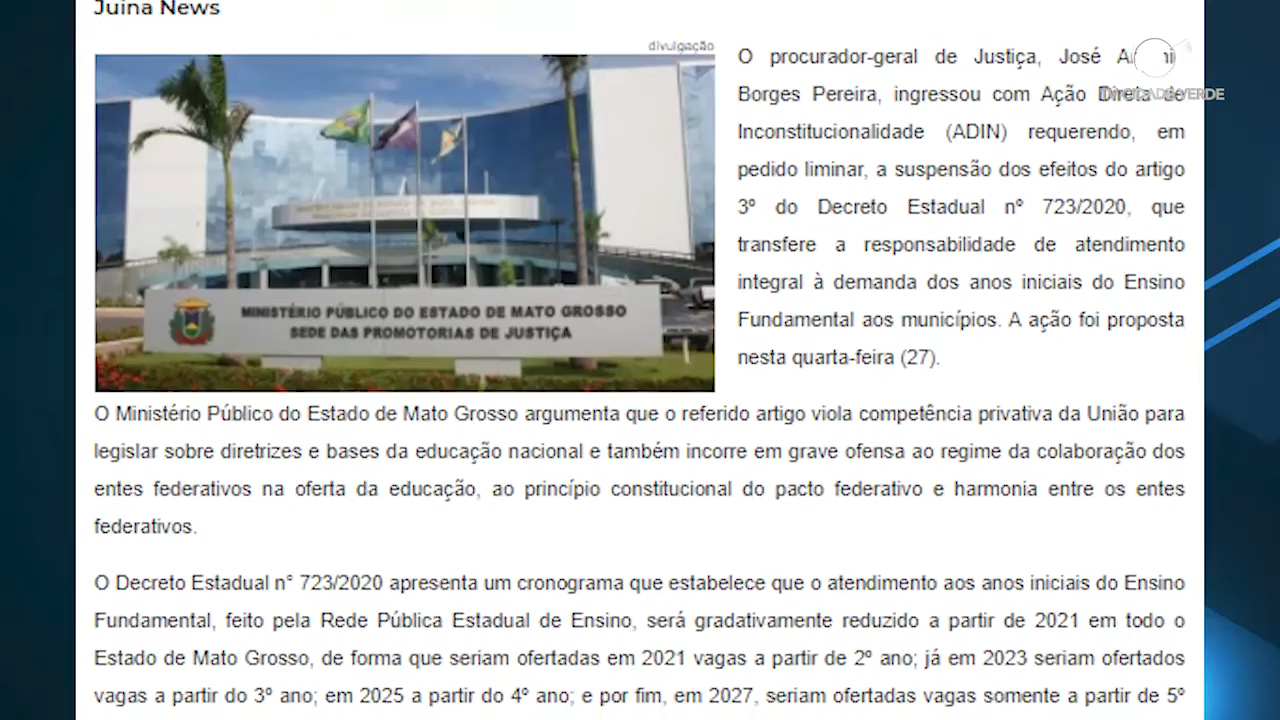 Juína News
divulgação
O procurador-geral de Justiça, José
Borges Pereira, ingressou com Ação Direta de
Inconstitucionalidade (ADIN) requerendo, em
pedido liminar, a suspensão dos efeitos do artigo
3º do Decreto Estadual nº 723/2020, que
transfere a responsabilidade de atendimento
integral à demanda dos anos iniciais do Ensino
Fundamental aos municípios. A ação foi proposta
nesta quarta-feira (27).
MINISTÉRIO PÚBLICO DO ESTADO DE MATO GROSSO
SEDE DAS PROMOTORIAS DE JUSTIÇA
O Ministério Público do Estado de Mato Grosso argumenta que o referido artigo viola competência privativa da União para
legislar sobre diretrizes e bases da educação nacional e também incorre em grave ofensa ao regime da colaboração dos
entes federativos na oferta da educação, ao princípio constitucional do pacto federativo e harmonia entre os entes
federativos.
O Decreto Estadual n° 723/2020 apresenta um cronograma que estabelece que o atendimento aos anos iniciais do Ensino
Fundamental, feito pela Rede Pública Estadual de Ensino, será gradativamente reduzido a partir de 2021 em todo o
Estado de Mato Grosso, de forma que seriam ofertadas em 2021 vagas a partir de 2º ano; já em 2023 seriam ofertados
vagas a partir do 3º ano; em 2025 a partir do 4º ano; e por fim, em 2027, seriam ofertadas vagas somente a partir de 5º